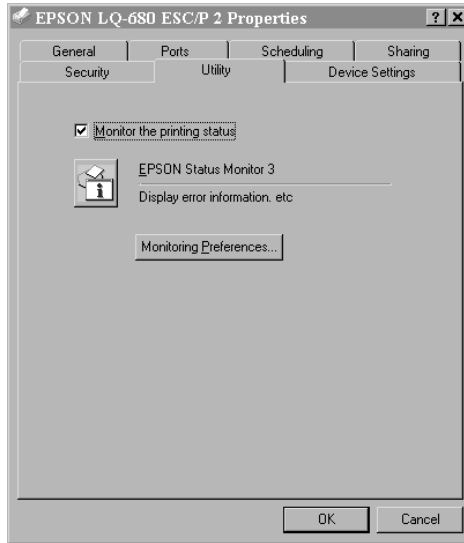 EPSON LQ-680 ESC/P 2 Properties
General Ports Scheduling Sharing
Security Utility Device Settings
Monitor the printing status
EPSON Status Monitor 3
Display error information. etc
Monitoring Preferences...
OK Cancel